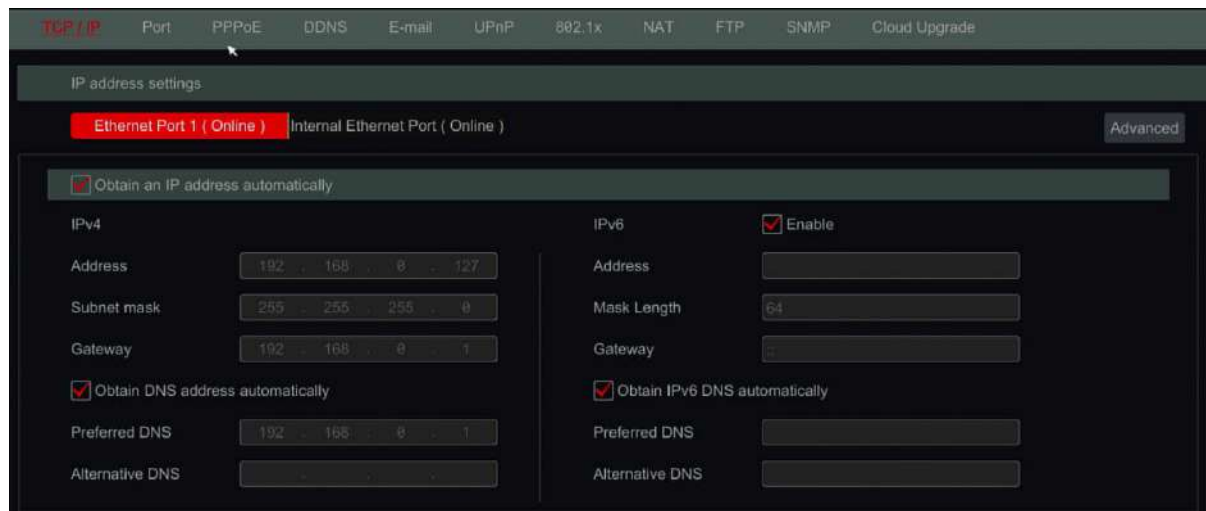 TCP / IP Port PPPoE DDNS E-mail UPnP 802.1x NAT FTP SNMP Cloud Upgrade
IP address settings
Ethernet Port 1 ( Online ) Internal Ethernet Port ( Online )
Advanced
Obtain an IP address automatically
IPv4
Address 192 . 168 . 0 . 127
Subnet mask 255 . 255 . 255 . 0
Gateway 192 . 168 . 0 . 1
Obtain DNS address automatically
Preferred DNS 192 . 168 . 0 . 1
Alternative DNS . . .
IPv6 Enable
Address
Mask Length 64
Gateway ::
Obtain IPv6 DNS automatically
Preferred DNS
Alternative DNS